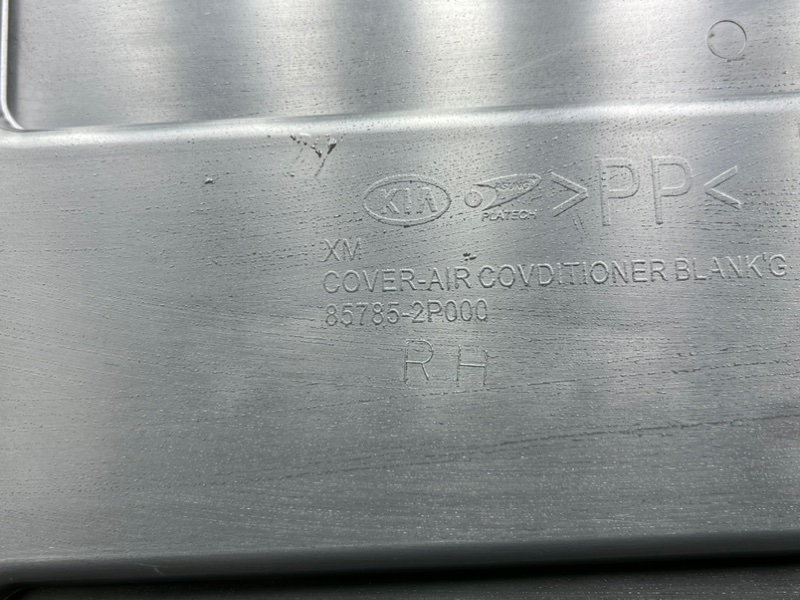 KIA PLATECH >PP<
XM
COVER-AIR COVDITIONER BLANK'G
85785-2P000
RH